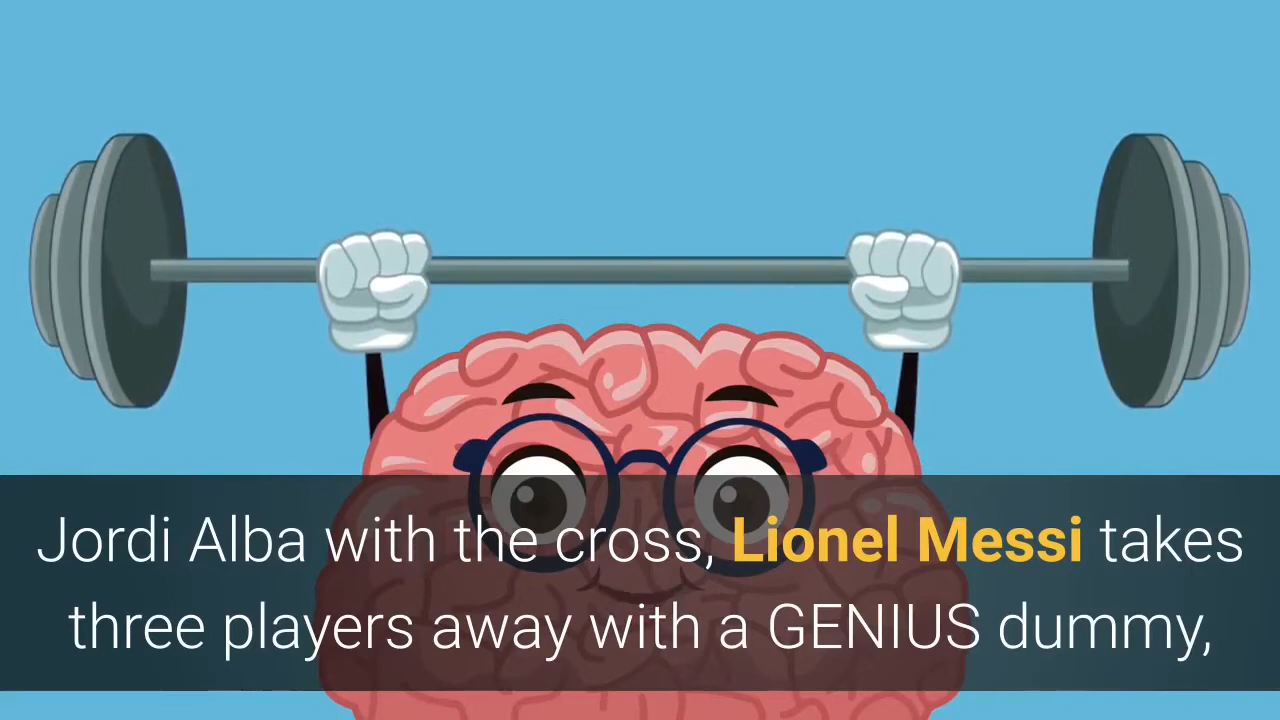 Jordi Alba with the cross, Lionel Messi takes
three players away with a GENIUS dummy,